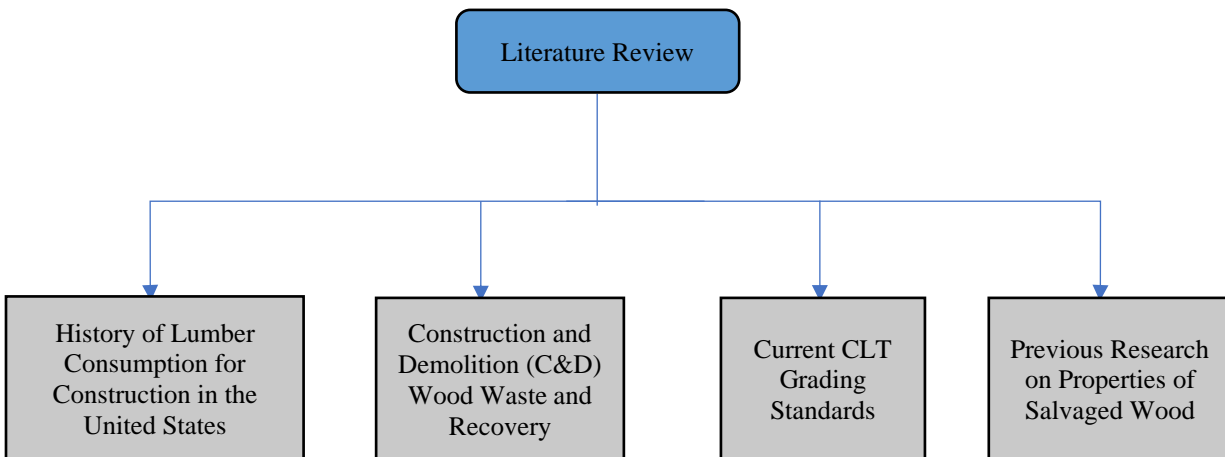 Literature Review
History of Lumber
Consumption for
Construction in the
United States
Construction and
Demolition (C&D)
Wood Waste and
Recovery
Current CLT
Grading
Standards
Previous Research
on Properties of
Salvaged Wood